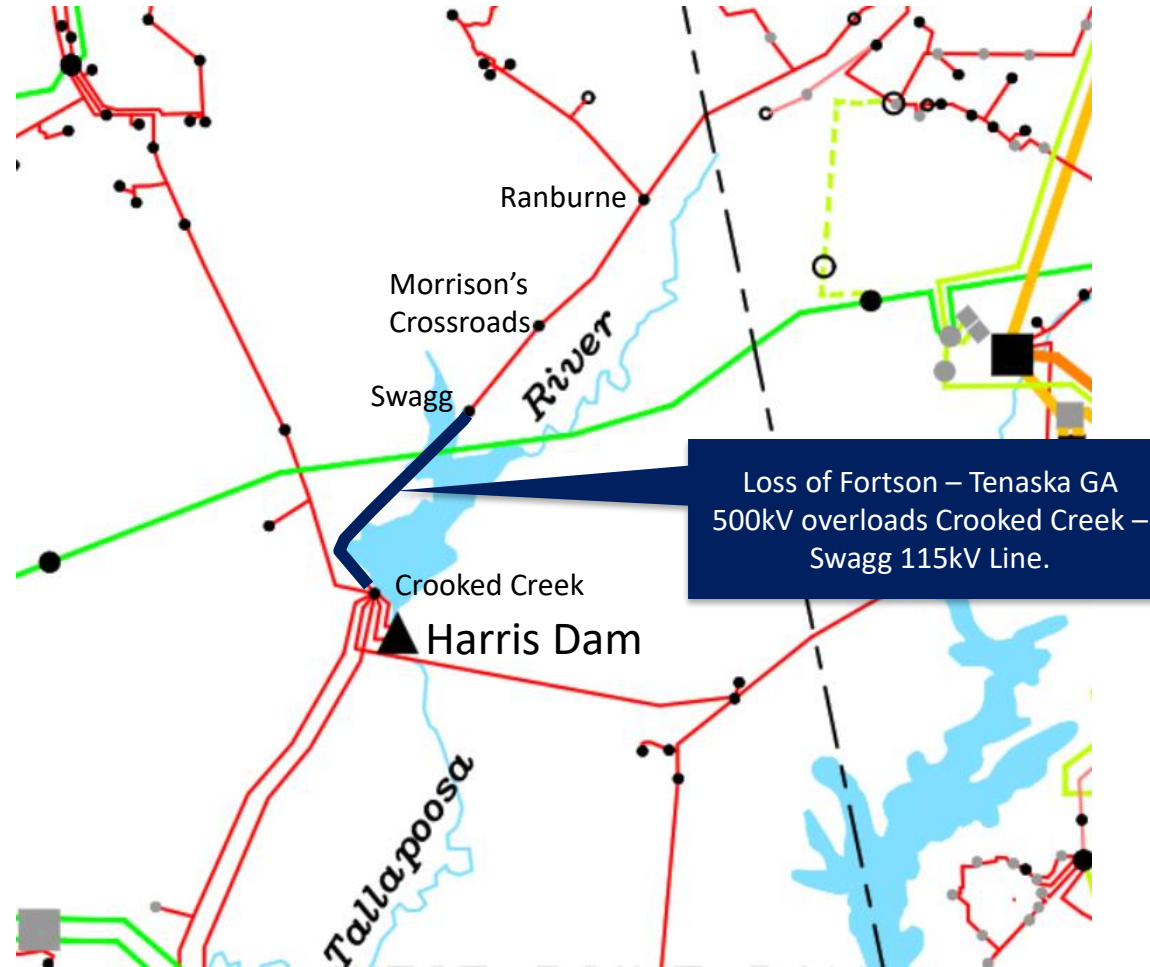 Ranburne
Morrison's
Crossroads
River
Swagg
Loss of Fortson – Tenaska GA
500kV overloads Crooked Creek –
Swagg 115kV Line.
Crooked Creek
Harris Dam
Tallapoosa